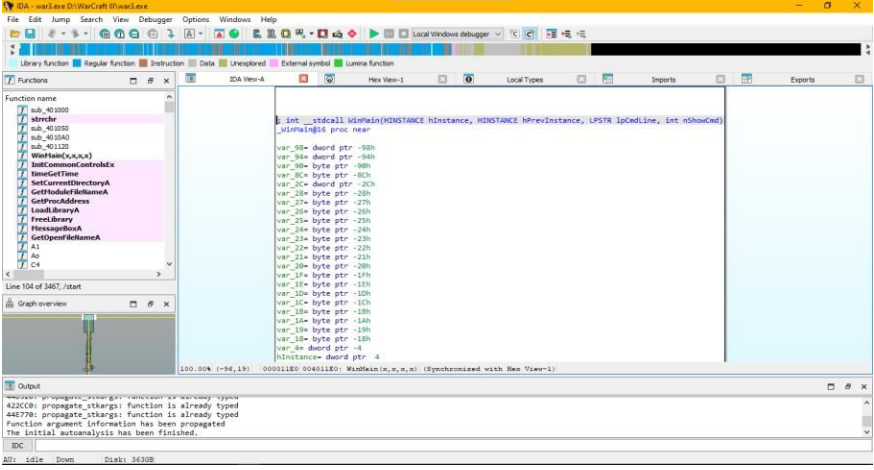 IDA - war3.exe D:\WarCraft III\war3.exe
File Edit Jump Search View Debugger Options Windows Help
Local Windows debugger
Library function Regular function Instruction Data Unexplored External symbol Lumina function
Functions
IDA View-A
Hex View-1
Local Types
Imports
Exports
Function name
sub_401000
strrchr
sub_401050
sub_4010A0
sub_401120
WinMain(x,x,x,x)
InitCommonControlsEx
timeGetTime
SetCurrentDirectoryA
GetModuleFileNameA
GetProcAddress
LoadLibraryA
FreeLibrary
MessageBoxA
GetOpenFileNameA
A1
Ao
C4
Line 104 of 3467, /start
Graph overview
; int __stdcall WinMain(HINSTANCE hInstance, HINSTANCE hPrevInstance, LPSTR lpCmdLine, int nShowCmd)
_WinMain@16 proc near
var_98= dword ptr -98h
var_94= dword ptr -94h
var_90= byte ptr -90h
var_8C= byte ptr -8Ch
var_2C= dword ptr -2Ch
var_28= byte ptr -28h
var_27= byte ptr -27h
var_26= byte ptr -26h
var_25= byte ptr -25h
var_24= byte ptr -24h
var_23= byte ptr -23h
var_22= byte ptr -22h
var_21= byte ptr -21h
var_20= byte ptr -20h
var_1F= byte ptr -1Fh
var_1E= byte ptr -1Eh
var_1D= byte ptr -1Dh
var_1C= byte ptr -1Ch
var_1B= byte ptr -1Bh
var_1A= byte ptr -1Ah
var_19= byte ptr -19h
var_18= byte ptr -18h
var_4= dword ptr -4
hInstance= dword ptr 4
100.00% (-96,19) 000011E0 004011E0: WinMain(x,x,x,x) (Synchronized with Hex View-1)
Output
propagate_stkargs: function is already typed
422CC0: propagate_stkargs: function is already typed
44E770: propagate_stkargs: function is already typed
Function argument information has been propagated
The initial autoanalysis has been finished.
IDC
AU: idle Down Disk: 363GB